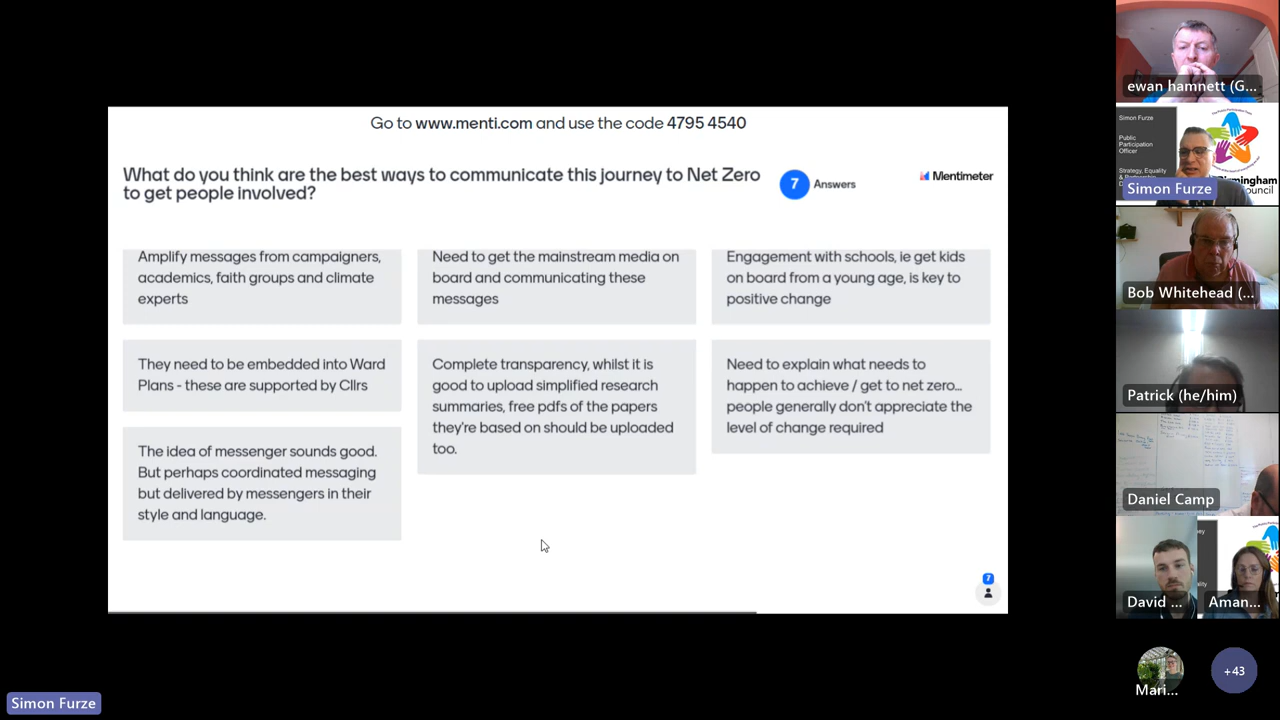 Go to www.menti.com and use the code 4795 4540
What do you think are the best ways to communicate this journey to Net Zero
to get people involved?
7 Answers
Mentimeter
Amplify messages from campaigners,
academics, faith groups and climate
experts
Need to get the mainstream media on
board and communicating these
messages
Engagement with schools, ie get kids
on board from a young age, is key to
positive change
They need to be embedded into Ward
Plans - these are supported by Cllrs
Complete transparency, whilst it is
good to upload simplified research
summaries, free pdfs of the papers
they're based on should be uploaded
too.
Need to explain what needs to
happen to achieve / get to net zero...
people generally don't appreciate the
level of change required
The idea of messenger sounds good.
But perhaps coordinated messaging
but delivered by messengers in their
style and language.
7
ewan hamnett (G...
Simon Furze
Public
Participation
Officer
Strategy, Equality
Simon Furze
Bob Whitehead (...
Patrick (he/him)
Daniel Camp
David ...
Aman...
Mari...
+43
Simon Furze